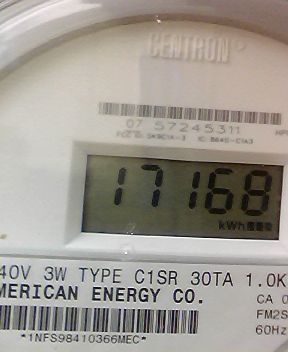 CENTRON®
07 57245311
17168
kWh
40V 3W TYPE C1SR 30TA 1.0K
MERICAN ENERGY CO.
CA 0
FM2S
60Hz
*1NFS98410366MEC*